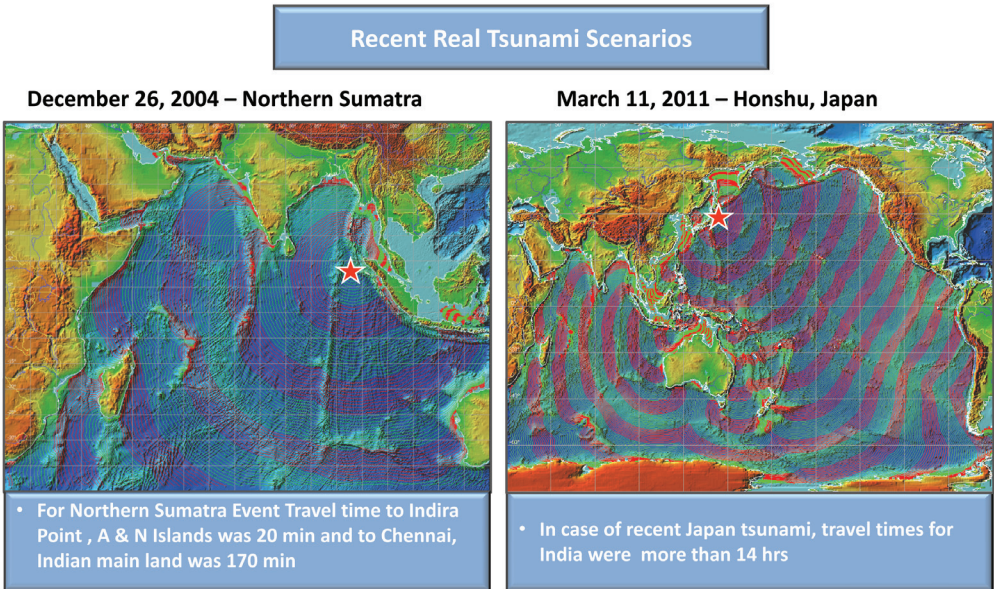 Recent Real Tsunami Scenarios
December 26, 2004 – Northern Sumatra
March 11, 2011 – Honshu, Japan
• For Northern Sumatra Event Travel time to Indira
Point , A & N Islands was 20 min and to Chennai,
Indian main land was 170 min
• In case of recent Japan tsunami, travel times for
India were more than 14 hrs